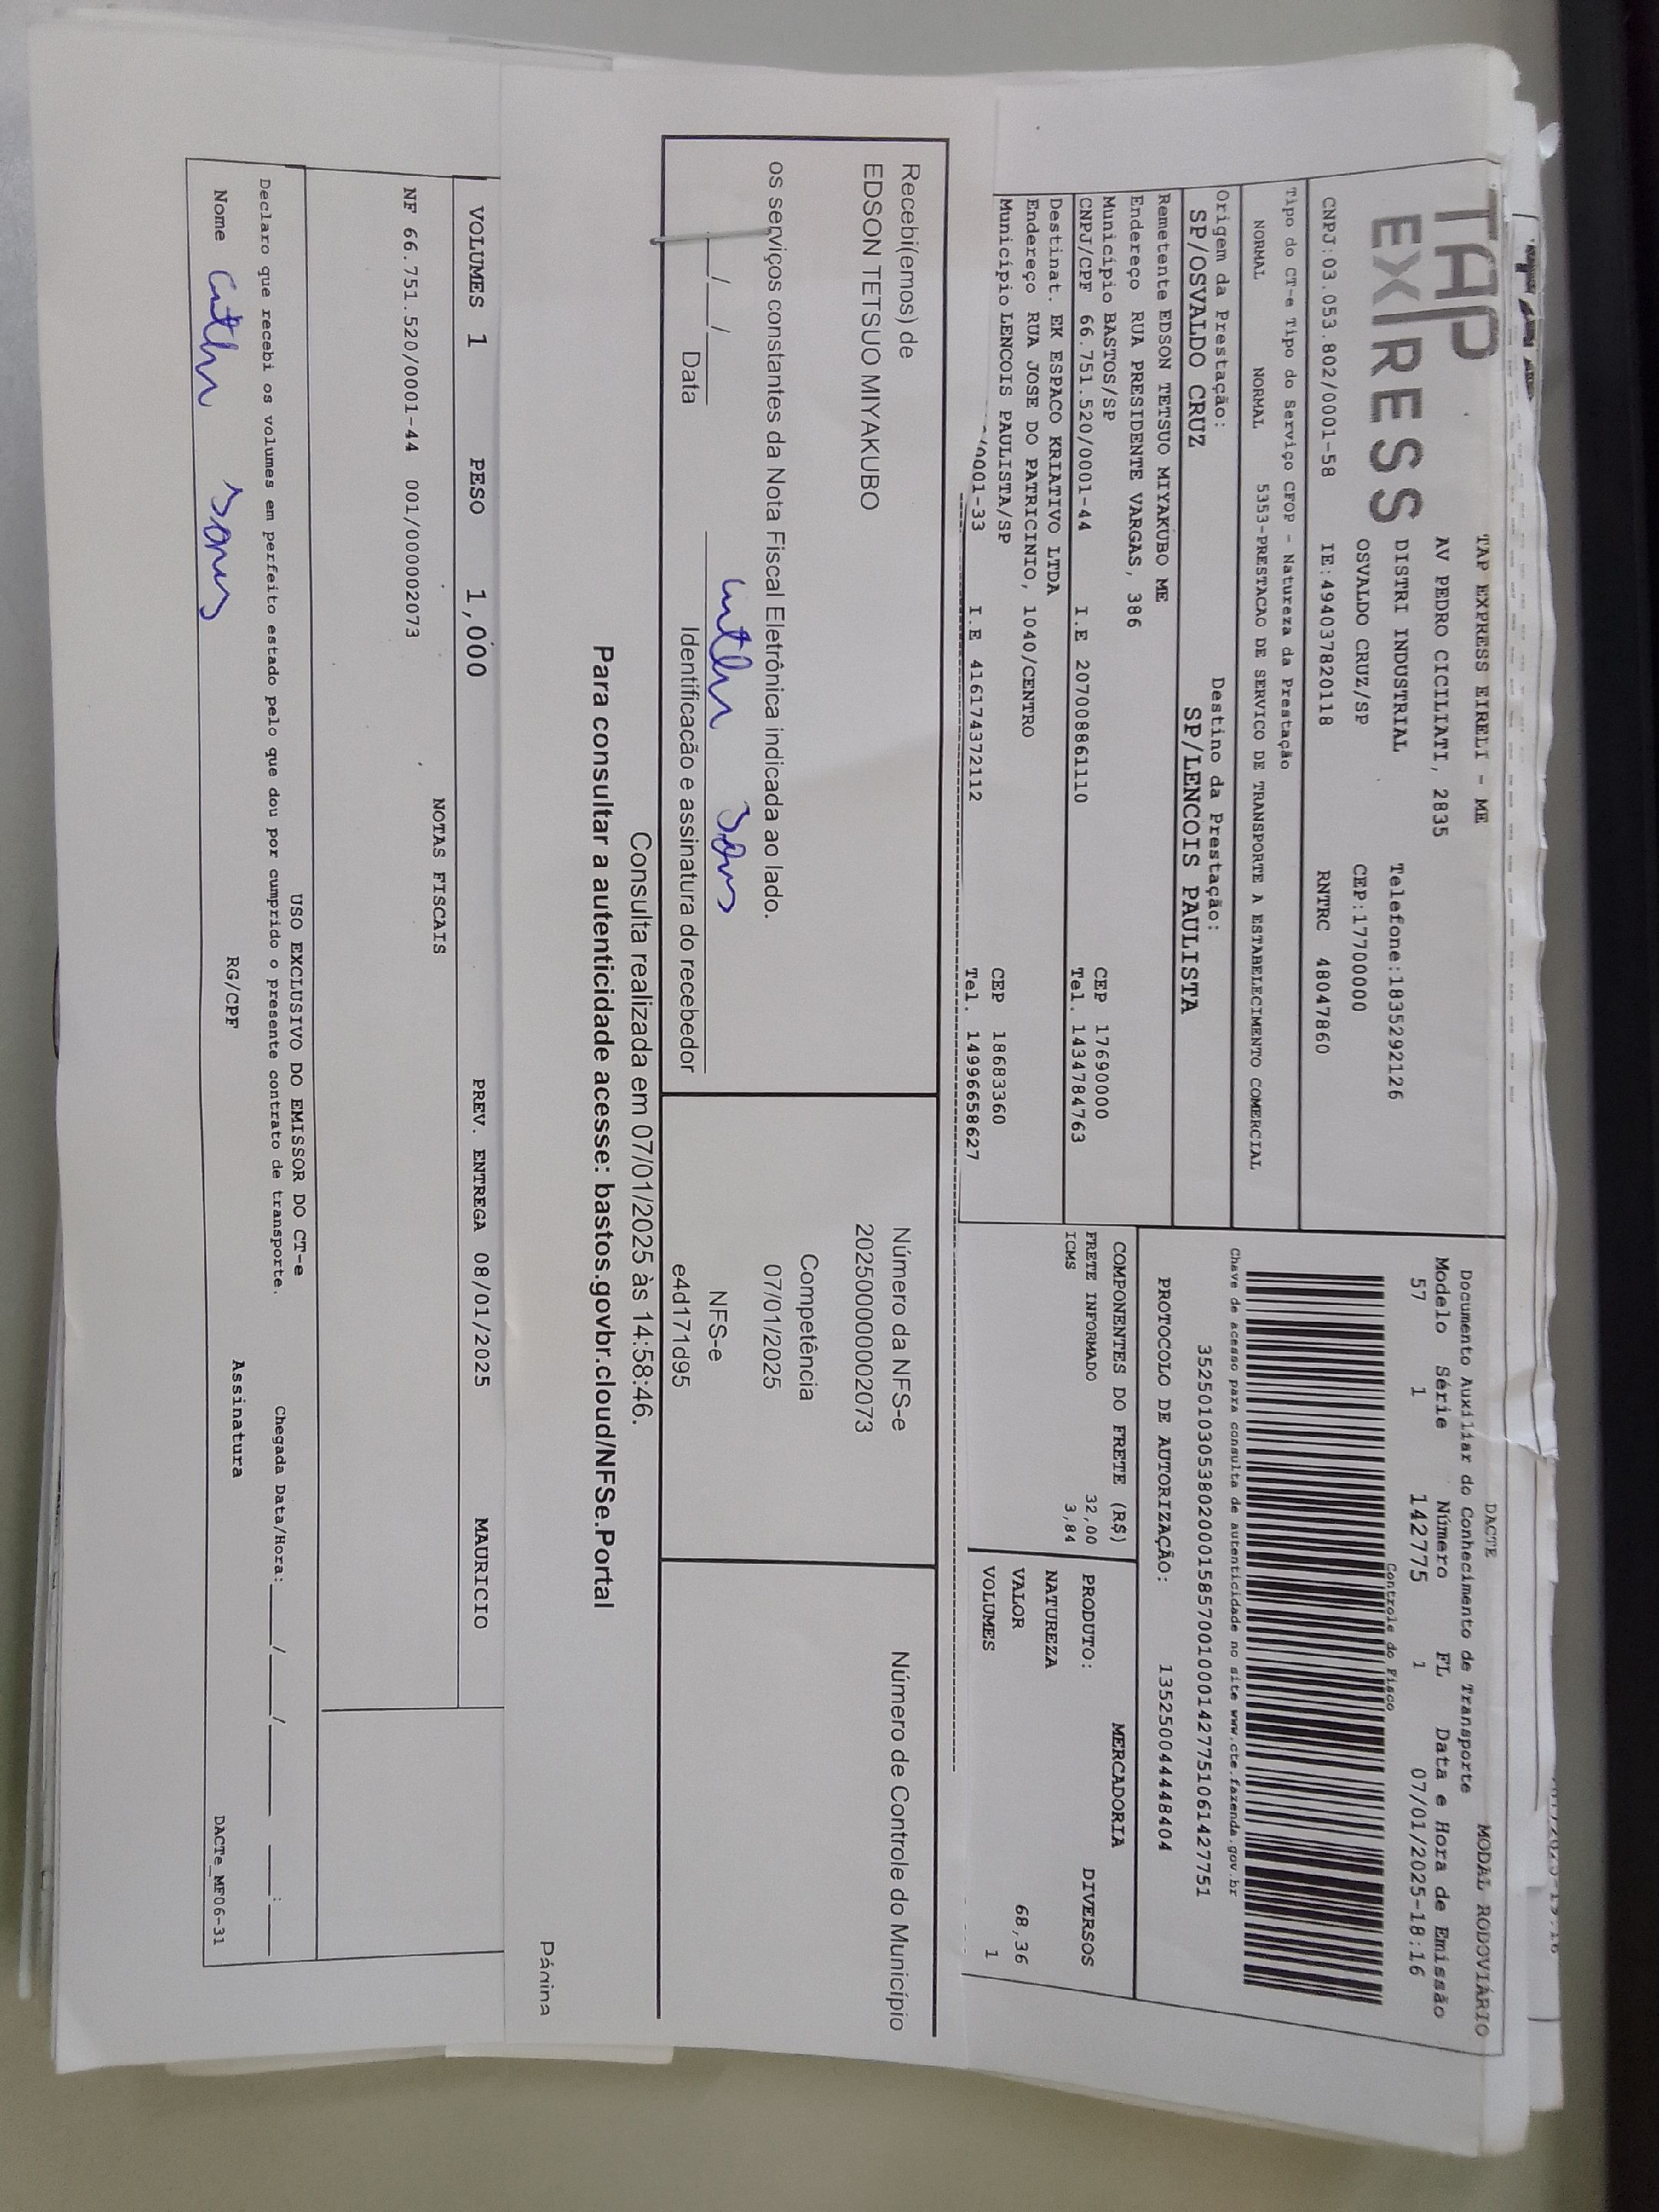 TAP
EXPRESS
TAP EXPRESS EIRELI - ME
AV PEDRO CICILIATI, 2835
DISTRI INDUSTRIAL Telefone:1835292126
OSVALDO CRUZ/SP CEP:17700000
CNPJ:03.053.802/0001-58 IE:494037820118 RNTRC 48047860
Tipo do CT-e Tipo do Serviço CFOP - Natureza da Prestação
NORMAL NORMAL 5353-PRESTACAO DE SERVICO DE TRANSPORTE A ESTABELECIMENTO COMERCIAL
Origem da Prestação: Destino da Prestação:
SP/OSVALDO CRUZ SP/LENCOIS PAULISTA
Remetente EDSON TETSUO MIYAKUBO ME
Endereço RUA PRESIDENTE VARGAS, 386
Município BASTOS/SP CEP 17690000
CNPJ/CPF 66.751.520/0001-44 I.E 207008861110 Tel. 1434784763
Destinat. EK ESPACO KRIATIVO LTDA
Endereço RUA JOSE DO PATRICINIO, 1040/CENTRO
Município LENCOIS PAULISTA/SP CEP 18683360
/0001-33 I.E 416174372112 Tel. 14996658627
DACTE MODAL RODOVIÁRIO
Documento Auxiliar do Conhecimento de Transporte
Modelo Série Número FL Data e Hora de Emissão
57 1 142775 1 07/01/2025-18:16
Controle do Fisco
Chave de acesso para consulta de autenticidade no site www.cte.fazenda.gov.br
35250103053802000158570010001427751061427751
PROTOCOLO DE AUTORIZAÇÃO: 135250044448404
COMPONENTES DO FRETE (R$)
FRETE INFORMADO 32,00
ICMS 3,84
MERCADORIA
PRODUTO: DIVERSOS
NATUREZA
VALOR 68,36
VOLUMES 1
Recebi(emos) de
EDSON TETSUO MIYAKUBO
os serviços constantes da Nota Fiscal Eletrônica indicada ao lado.
___/___/___
Data Identificação e assinatura do recebedor
Número da NFS-e
202500000002073
Competência
07/01/2025
NFS-e
e4d171d95
Número de Controle do Município
Consulta realizada em 07/01/2025 às 14:58:46.
Para consultar a autenticidade acesse: bastos.govbr.cloud/NFSe.Portal
Página
VOLUMES 1 PESO 1,000 PREV. ENTREGA 08/01/2025 MAURICIO
NOTAS FISCAIS
NF 66.751.520/0001-44 001/000002073
USO EXCLUSIVO DO EMISSOR DO CT-e
Declaro que recebi os volumes em perfeito estado pelo que dou por cumprido o presente contrato de transporte. Chegada Data/Hora:____/____/______ ___:___
Nome RG/CPF Assinatura
DACTe_MF06-31